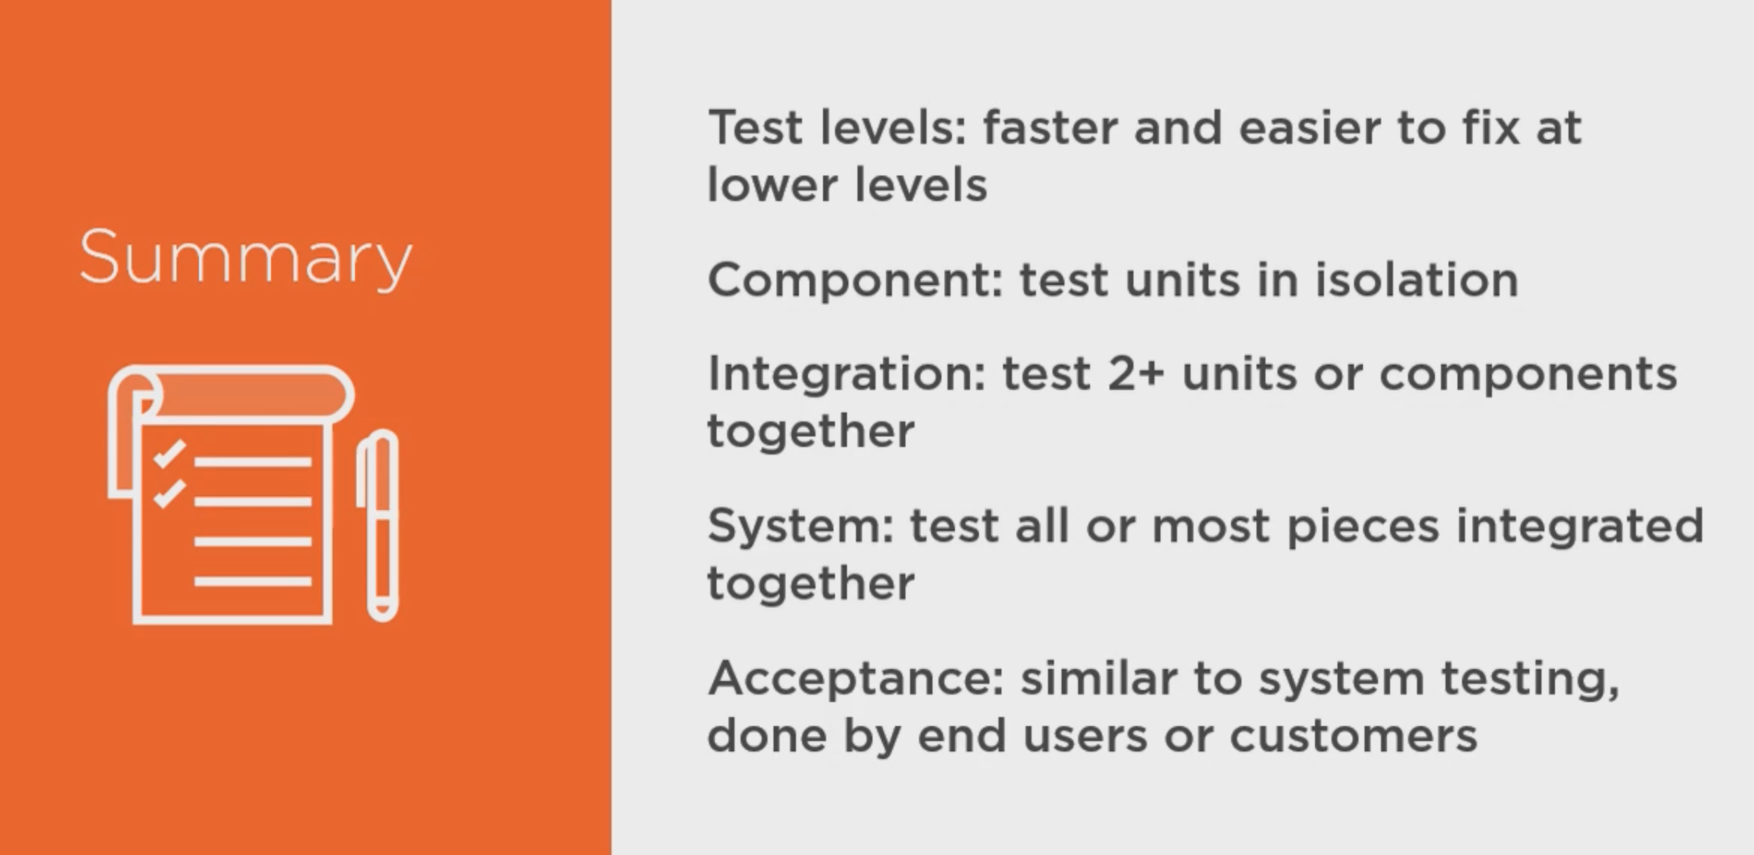 Summary
Test levels: faster and easier to fix at
lower levels
Component: test units in isolation
Integration: test 2+ units or components
together
System: test all or most pieces integrated
together
Acceptance: similar to system testing,
done by end users or customers